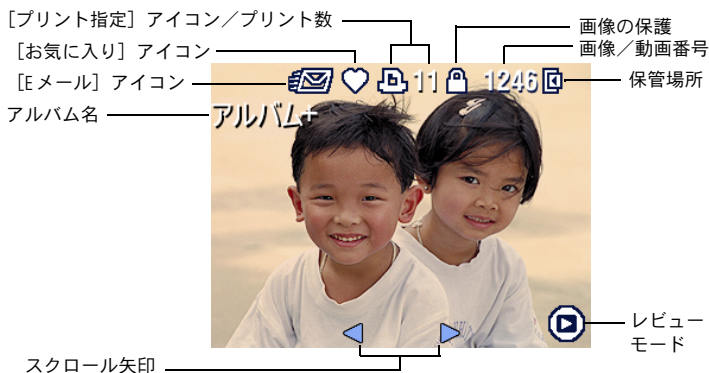 ［プリント指定］アイコン／プリント数
［お気に入り］アイコン
［Eメール］アイコン
アルバム名
画像の保護
画像／動画番号
保管場所
11 1246
アルバム+
レビュー
モード
スクロール矢印